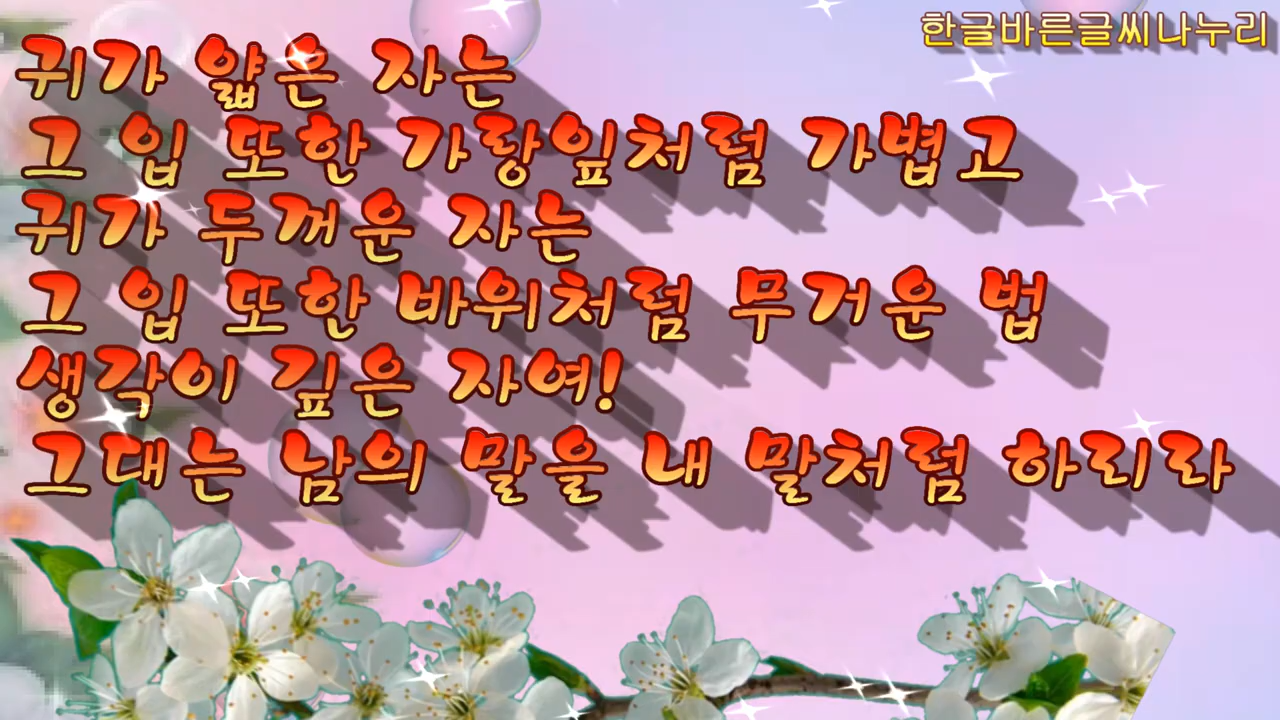 한글바른글씨나누리
귀가 얇은 자는
그 입 또한 가랑잎처럼 가볍고
귀가 두꺼운 자는
그 입 또한 바위처럼 무거운 법
생각이 깊은 자여!
그대는 남의 말을 내 말처럼 하리라